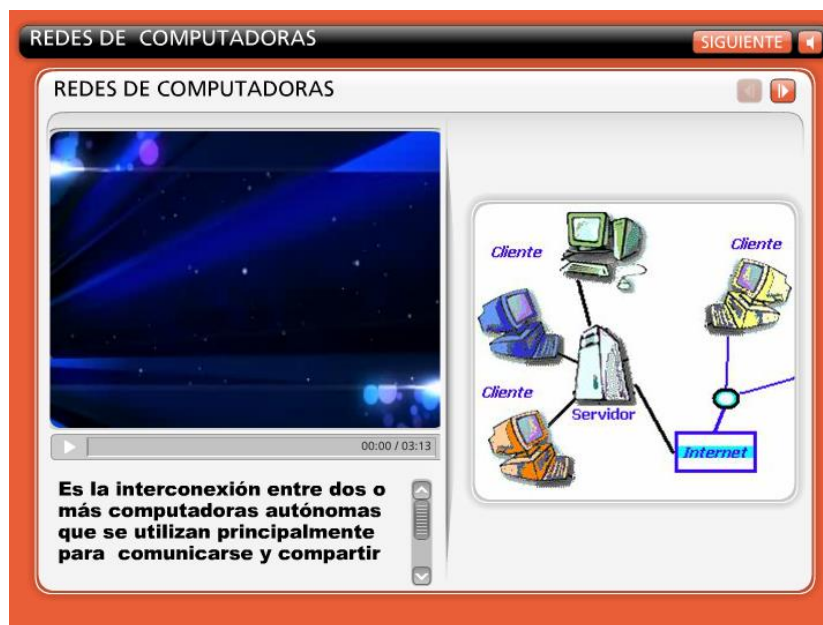 REDES DE COMPUTADORAS
SIGUIENTE
REDES DE COMPUTADORAS
Cliente
Cliente
Cliente
Servidor
Internet
00:00 / 03:13
Es la interconexión entre dos o
más computadoras autónomas
que se utilizan principalmente
para comunicarse y compartir